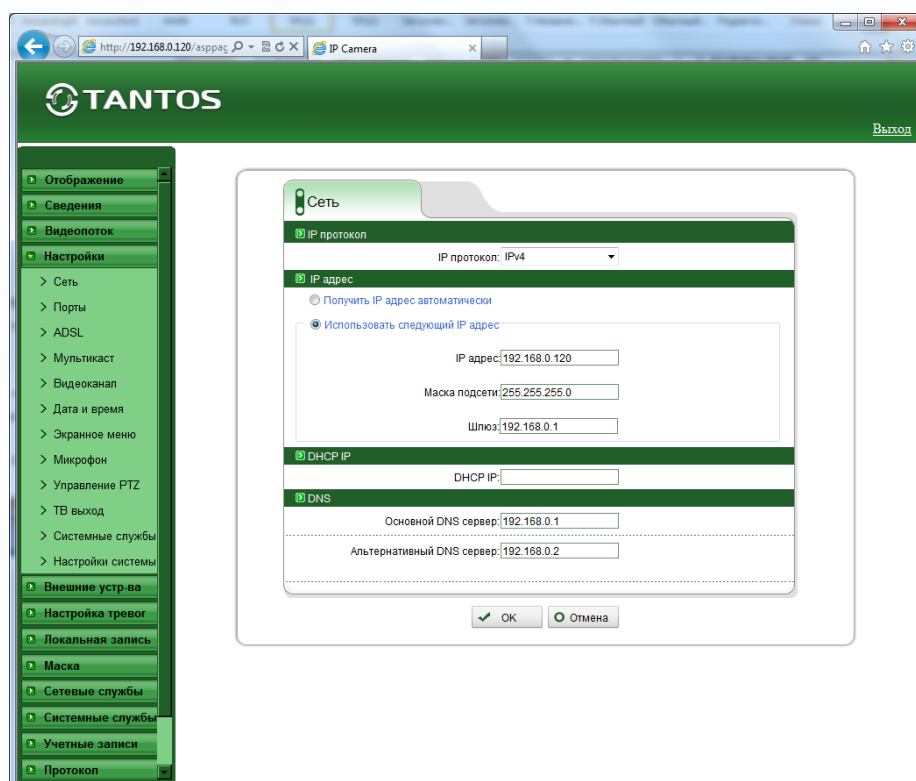 http://192.168.0.120/asppag
IP Camera
TANTOS
Выход
Отображение
Сведения
Видеопоток
Настройки
Сеть
Порты
ADSL
Мультикаст
Видеоканал
Дата и время
Экранное меню
Микрофон
Управление PTZ
ТВ выход
Системные службы
Настройки системы
Внешние устр-ва
Настройка тревог
Локальная запись
Маска
Сетевые службы
Системные службы
Учетные записи
Протокол
Сеть
IP протокол
IP протокол: IPv4
IP адрес
Получить IP адрес автоматически
Использовать следующий IP адрес
IP адрес: 192.168.0.120
Маска подсети: 255.255.255.0
Шлюз: 192.168.0.1
DHCP IP
DHCP IP:
DNS
Основной DNS сервер: 192.168.0.1
Альтернативный DNS сервер: 192.168.0.2
OK
Отмена